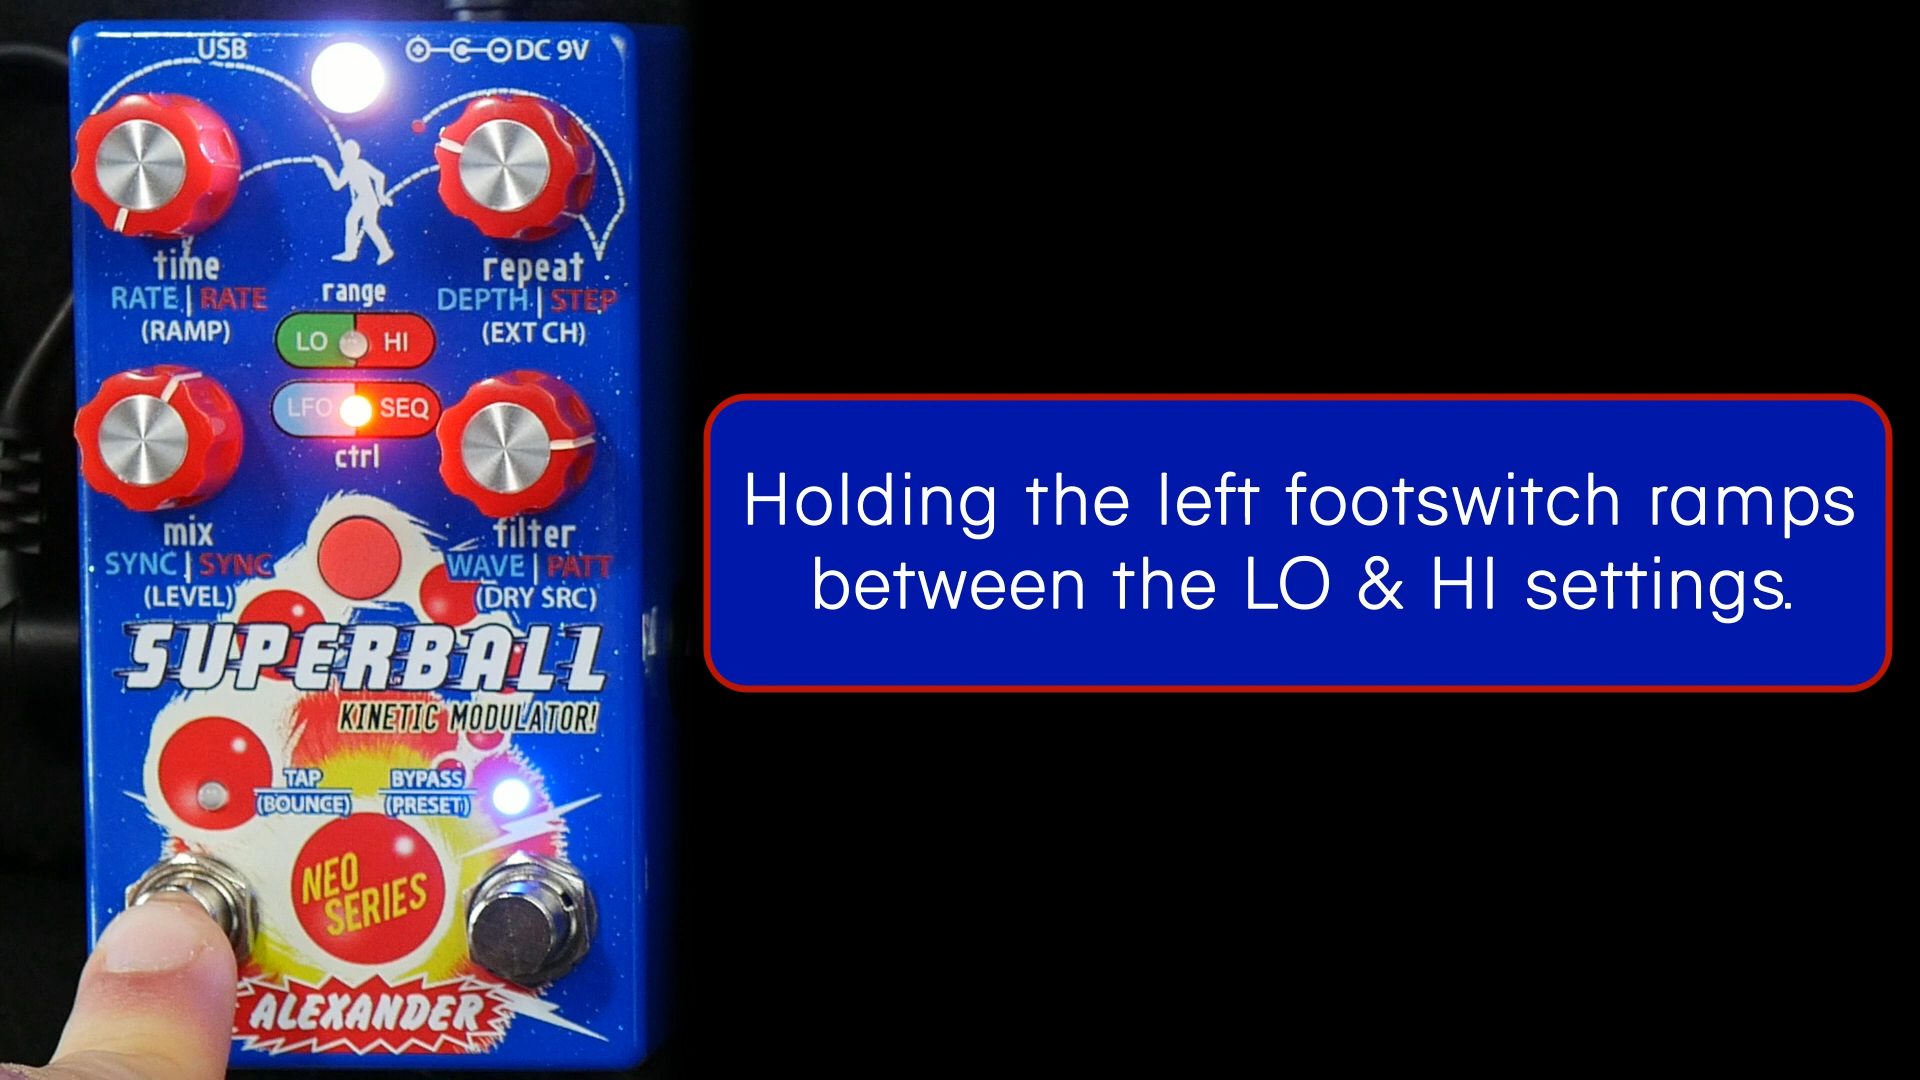 USB
DC 9V
time
RATE | RATE
(RAMP)
repeat
DEPTH | STEP
(EXT CH)
range
LO HI
LFO SEQ
ctrl
mix
SYNC | SYNC
(LEVEL)
filter
WAVE | PATT
(DRY SRC)
SUPERBALL
KINETIC MODULATOR!
TAP
(BOUNCE)
BYPASS
(PRESET)
NEO
SERIES
ALEXANDER
Holding the left footswitch ramps
between the LO & HI settings.